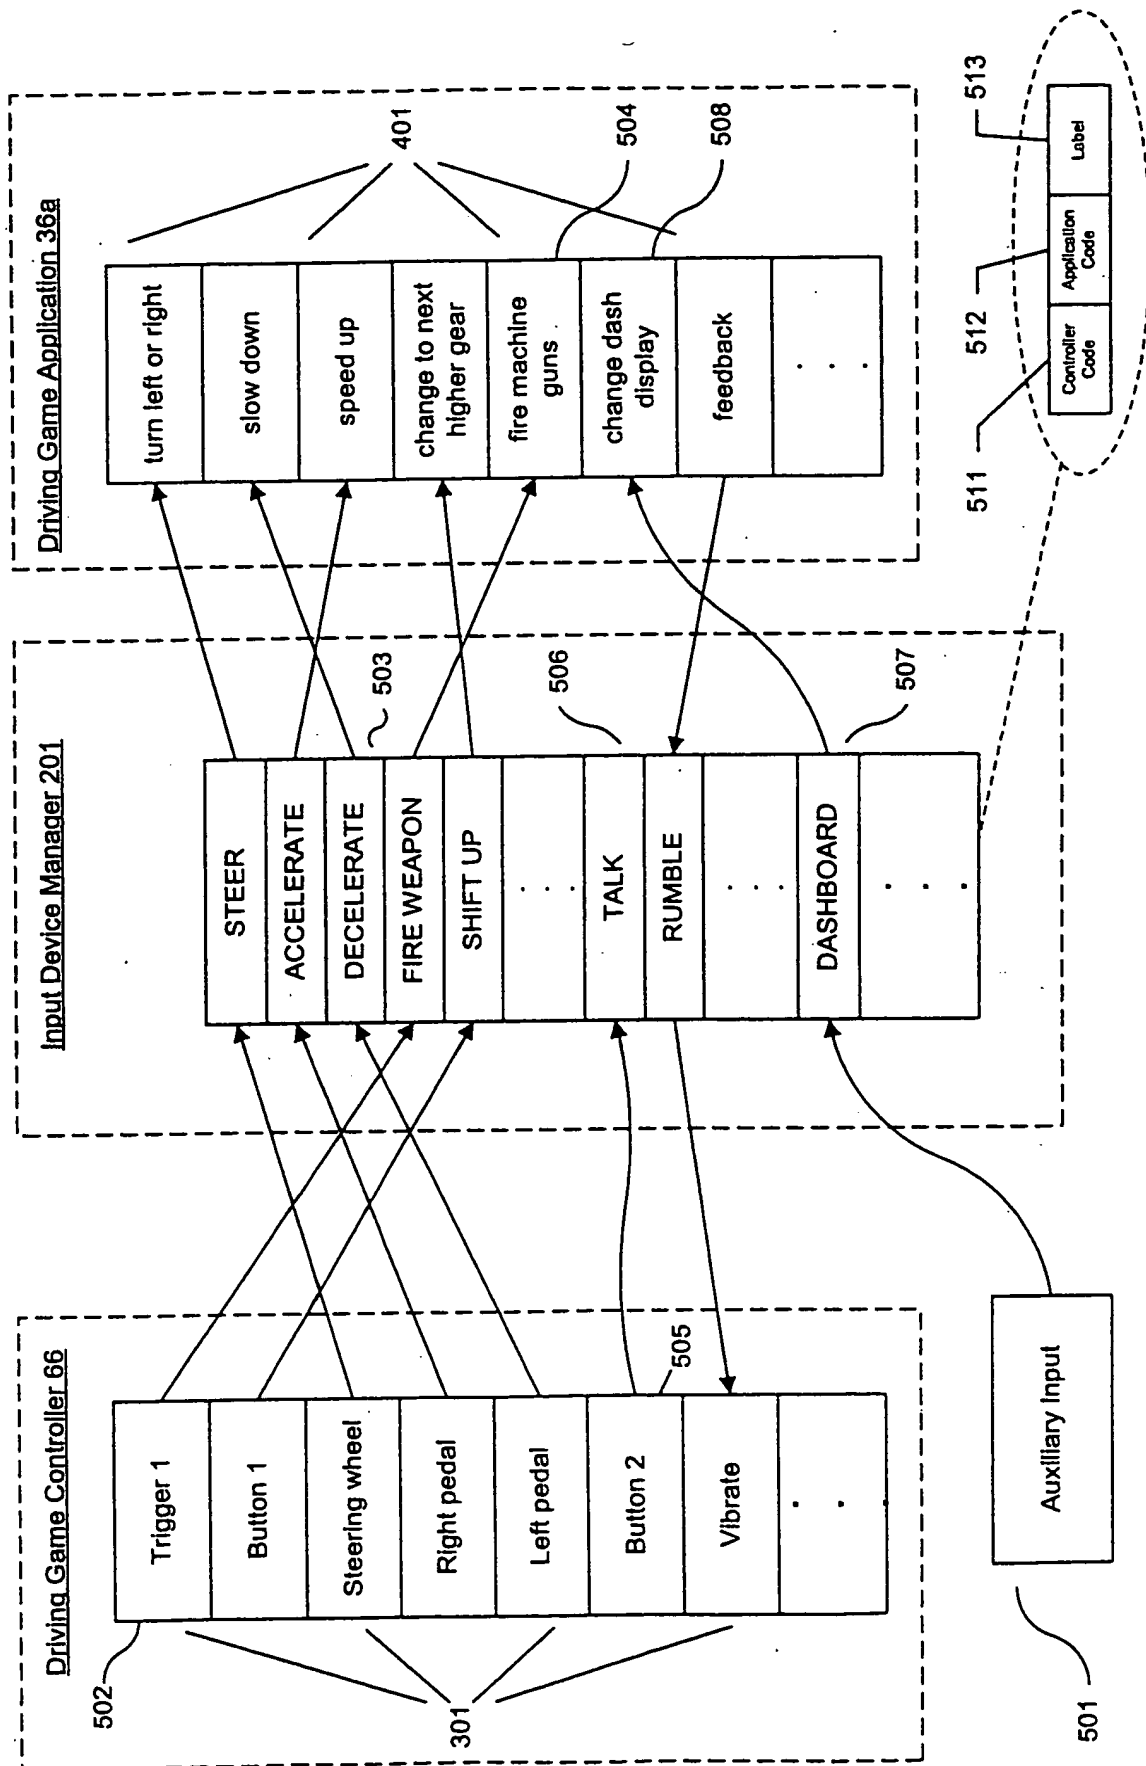 Driving Game Controller 66
502
Trigger 1
Button 1
Steering wheel
Right pedal
Left pedal
Button 2
505
Vibrate
. . .
301
Auxiliary Input
501
Input Device Manager 201
STEER
ACCELERATE
DECELERATE
503
FIRE WEAPON
SHIFT UP
. . .
TALK
506
RUMBLE
. . .
DASHBOARD
507
. . .
Driving Game Application 36a
turn left or right
slow down
speed up
change to next
higher gear
fire machine
guns
change dash
display
feedback
. . .
401
504
508
511
512
513
Controller
Code
Application
Code
Label